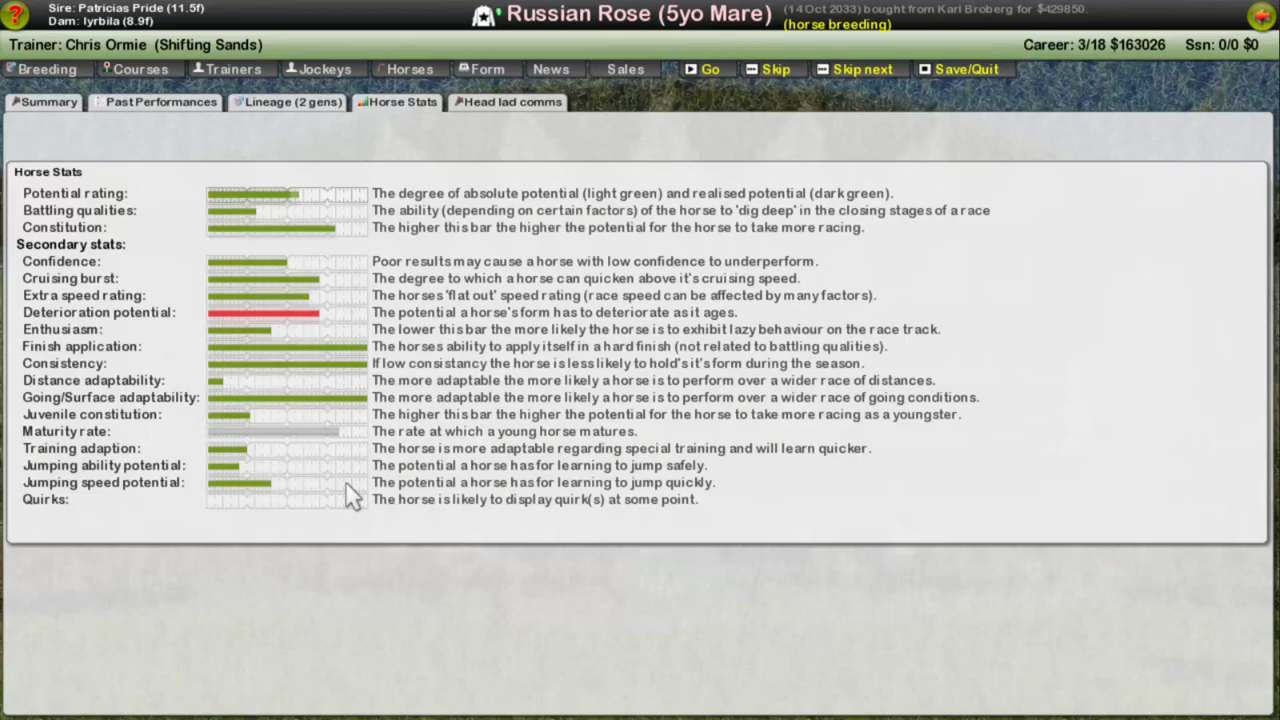 Sire: Patricias Pride (11.5f)
Dam: Iyrbila (8.9f)
Russian Rose (5yo Mare)
(14 Oct 2033) bought from Karl Broberg for $429850.
(horse breeding)
Trainer: Chris Ormie (Shifting Sands)
Career: 3/18 $163026 Ssn: 0/0 $0
Breeding Courses Trainers Jockeys Horses Form News Sales Go Skip Skip next Save/Quit
Summary Past Performances Lineage (2 gens) Horse Stats Head lad comms
Horse Stats
Potential rating: The degree of absolute potential (light green) and realised potential (dark green).
Battling qualities: The ability (depending on certain factors) of the horse to 'dig deep' in the closing stages of a race
Constitution: The higher this bar the higher the potential for the horse to take more racing.
Secondary stats:
Confidence: Poor results may cause a horse with low confidence to underperform.
Cruising burst: The degree to which a horse can quicken above it's cruising speed.
Extra speed rating: The horses 'flat out' speed rating (race speed can be affected by many factors).
Deterioration potential: The potential a horse's form has to deteriorate as it ages.
Enthusiasm: The lower this bar the more likely the horse is to exhibit lazy behaviour on the race track.
Finish application: The horses ability to apply itself in a hard finish (not related to battling qualities).
Consistency: If low consistancy the horse is less likely to hold's it's form during the season.
Distance adaptability: The more adaptable the more likely a horse is to perform over a wider race of distances.
Going/Surface adaptability: The more adaptable the more likely a horse is to perform over a wider race of going conditions.
Juvenile constitution: The higher this bar the higher the potential for the horse to take more racing as a youngster.
Maturity rate: The rate at which a young horse matures.
Training adaption: The horse is more adaptable regarding special training and will learn quicker.
Jumping ability potential: The potential a horse has for learning to jump safely.
Jumping speed potential: The potential a horse has for learning to jump quickly.
Quirks: The horse is likely to display quirk(s) at some point.